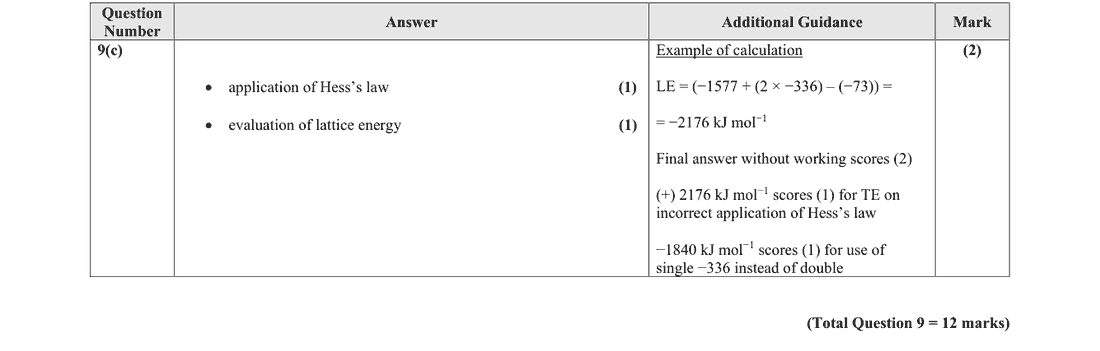 Question Number
Answer
Additional Guidance
Mark
9(c)
Example of calculation
(2)
• application of Hess’s law (1)
LE = (−1577 + (2 × −336) – (−73)) =
• evaluation of lattice energy (1)
= −2176 kJ mol⁻¹
Final answer without working scores (2)
(+) 2176 kJ mol⁻¹ scores (1) for TE on
incorrect application of Hess’s law
−1840 kJ mol⁻¹ scores (1) for use of
single −336 instead of double
(Total Question 9 = 12 marks)